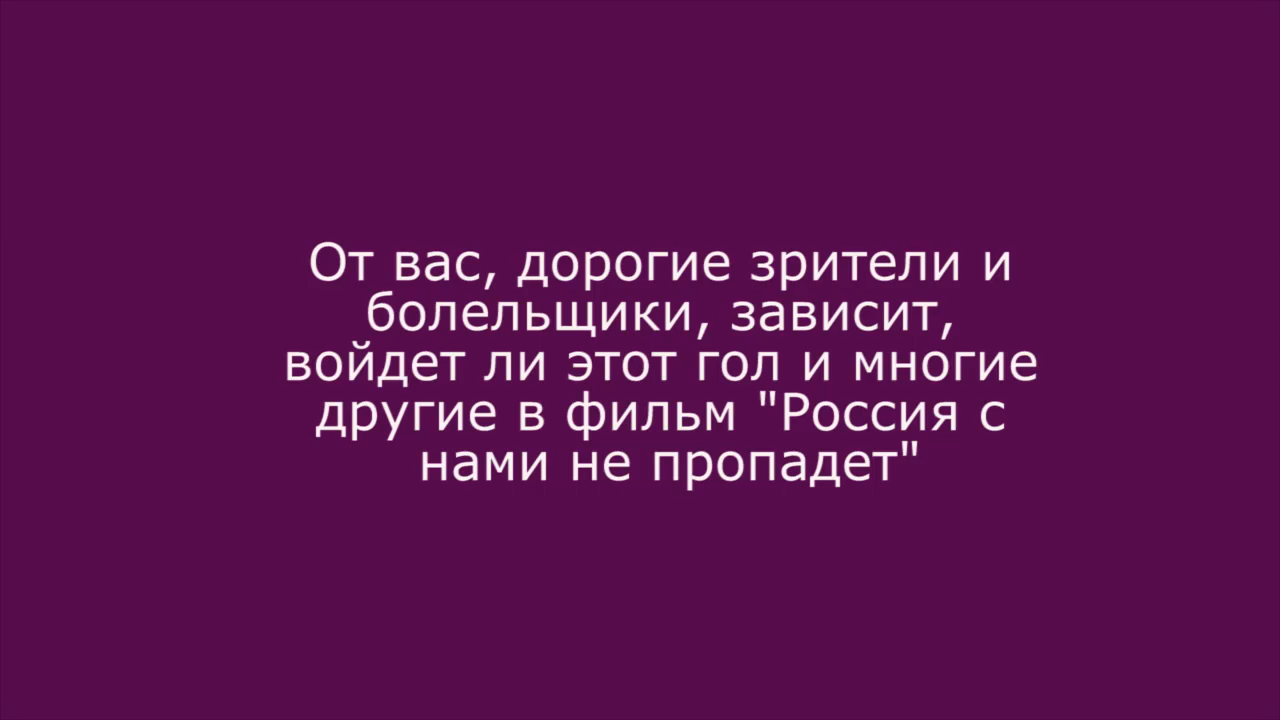 От вас, дорогие зрители и
болельщики, зависит,
войдет ли этот гол и многие
другие в фильм "Россия с
нами не пропадет"